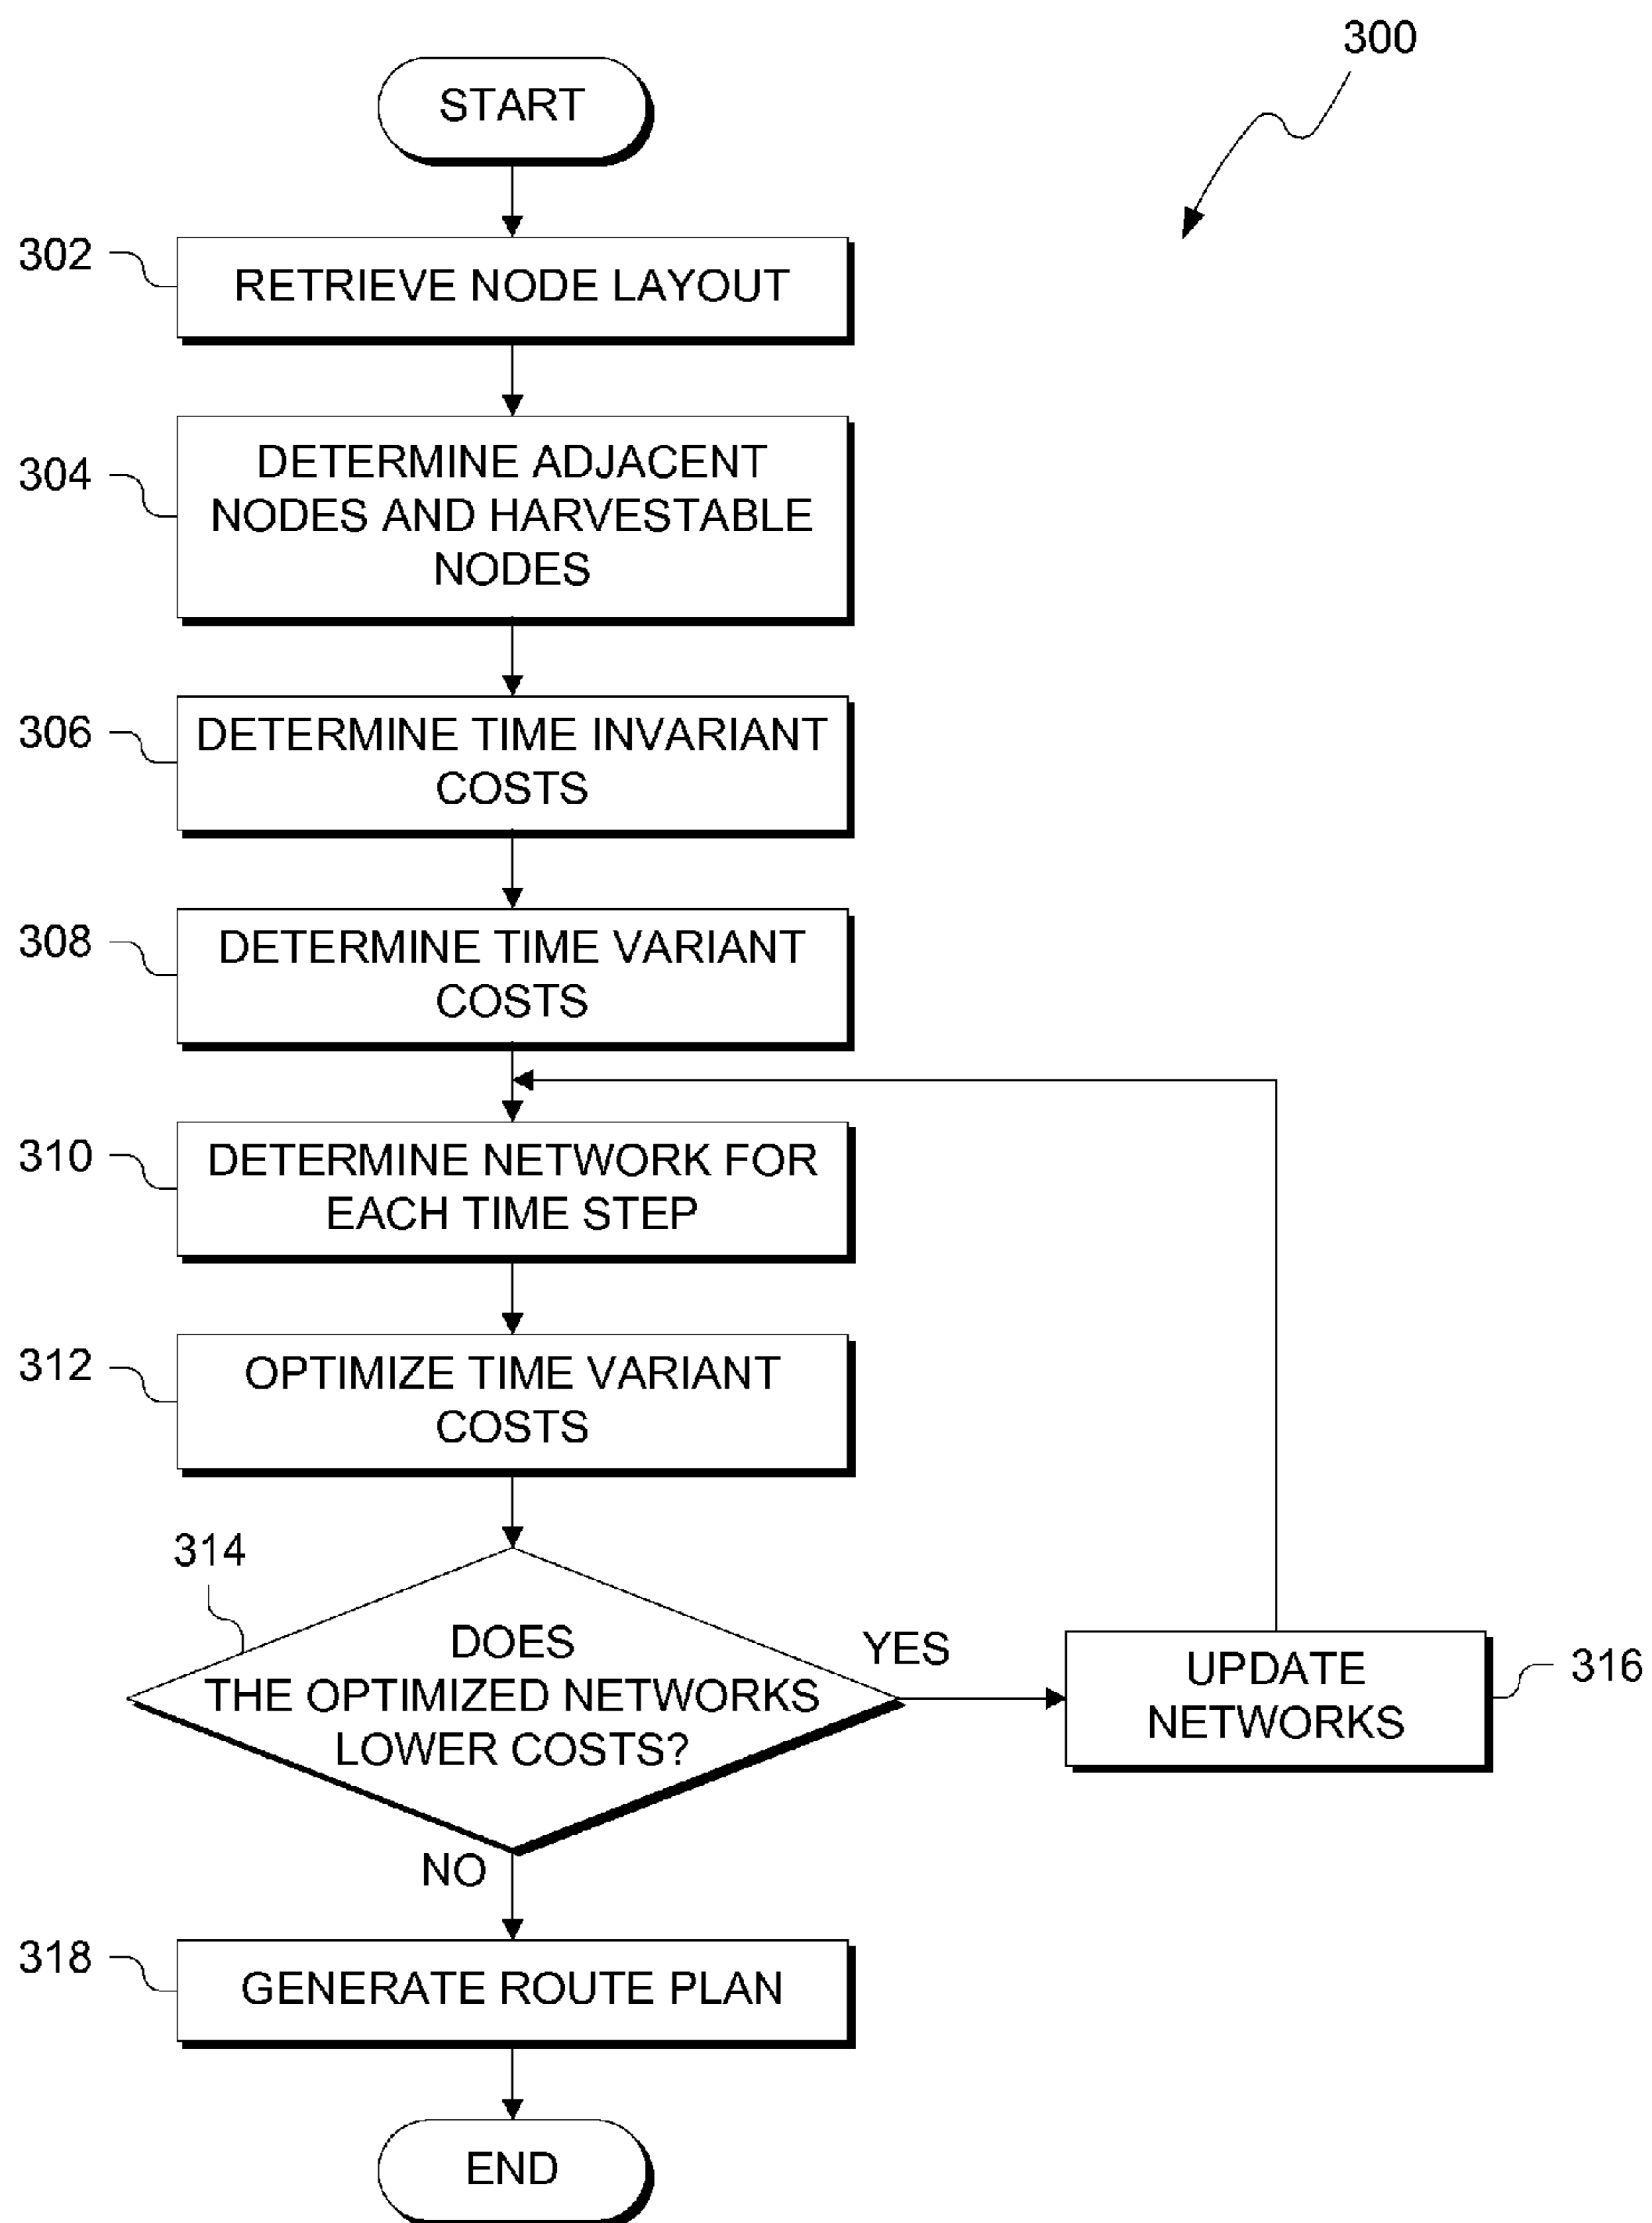 300
START
302
RETRIEVE NODE LAYOUT
304
DETERMINE ADJACENT
NODES AND HARVESTABLE
NODES
306
DETERMINE TIME INVARIANT
COSTS
308
DETERMINE TIME VARIANT
COSTS
310
DETERMINE NETWORK FOR
EACH TIME STEP
312
OPTIMIZE TIME VARIANT
COSTS
314
DOES
THE OPTIMIZED NETWORKS
LOWER COSTS?
YES
UPDATE
NETWORKS
316
NO
318
GENERATE ROUTE PLAN
END